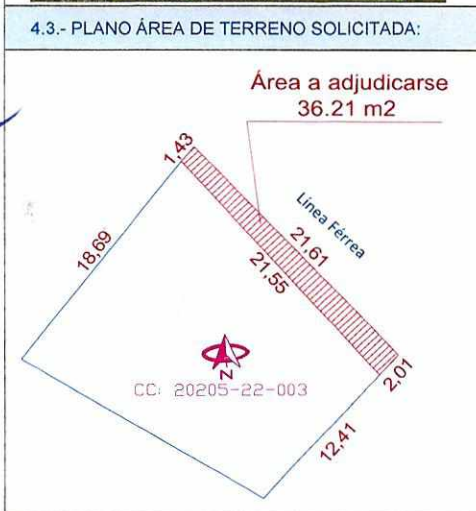 4.3.- PLANO ÁREA DE TERRENO SOLICITADA:
Área a adjudicarse
36.21 m2
1,43
Línea Férrea
18,69
21,61
21,55
N
CC: 20205-22-003
2,01
12,41